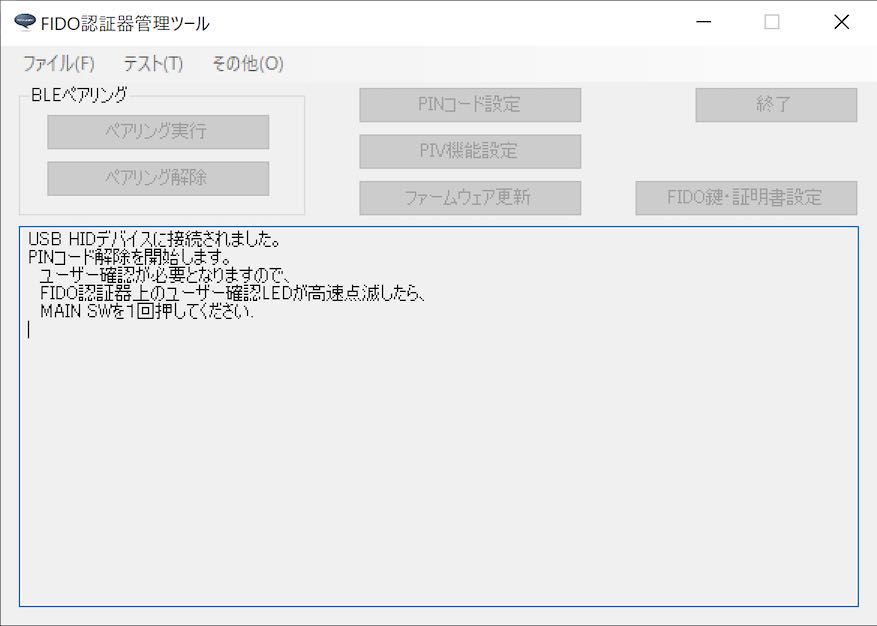 FIDO認証器管理ツール
ファイル(F) テスト(T) その他(O)
BLEペアリング
ペアリング実行
ペアリング解除
PINコード設定
PIV機能設定
ファームウェア更新
終了
FIDO鍵・証明書設定
USB HIDデバイスに接続されました。
PINコード解除を開始します。
ユーザー確認が必要となりますので、
FIDO認証器上のユーザー確認LEDが高速点滅したら、
MAIN SWを1回押してください.